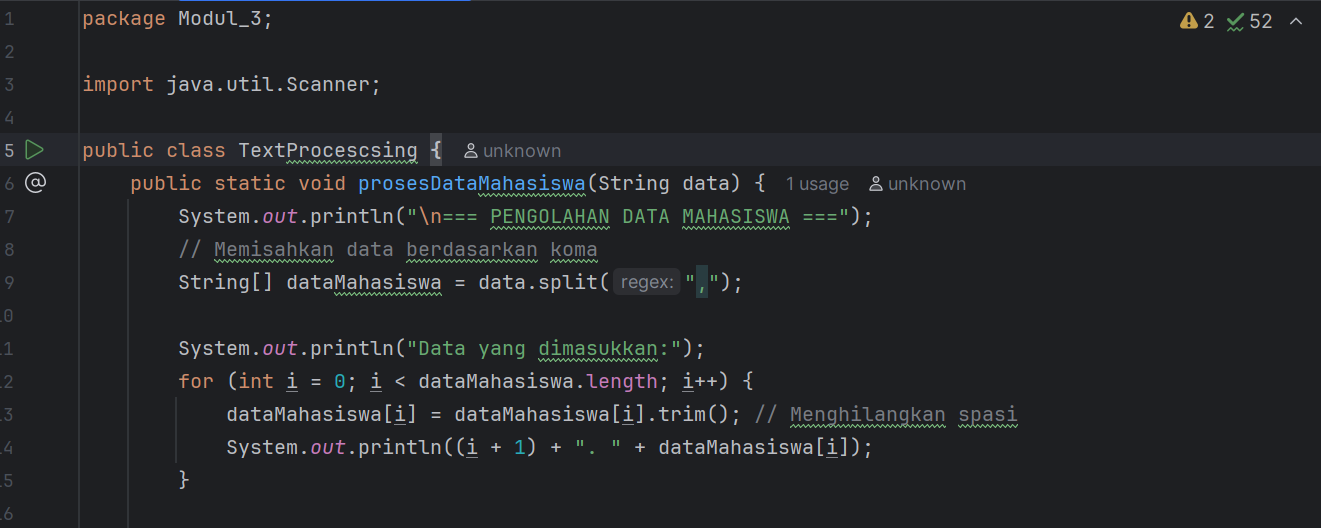 1 package Modul_3; 2 52
2
3 import java.util.Scanner;
4
5 public class TextProcescsing { unknown
6 @ public static void prosesDataMahasiswa(String data) { 1 usage unknown
7 System.out.println("\n=== PENGOLAHAN DATA MAHASISWA ===");
8 // Memisahkan data berdasarkan koma
9 String[] dataMahasiswa = data.split( regex: ",");
10
11 System.out.println("Data yang dimasukkan:");
12 for (int i = 0; i < dataMahasiswa.length; i++) {
13 dataMahasiswa[i] = dataMahasiswa[i].trim(); // Menghilangkan spasi
14 System.out.println((i + 1) + ". " + dataMahasiswa[i]);
15 }
16